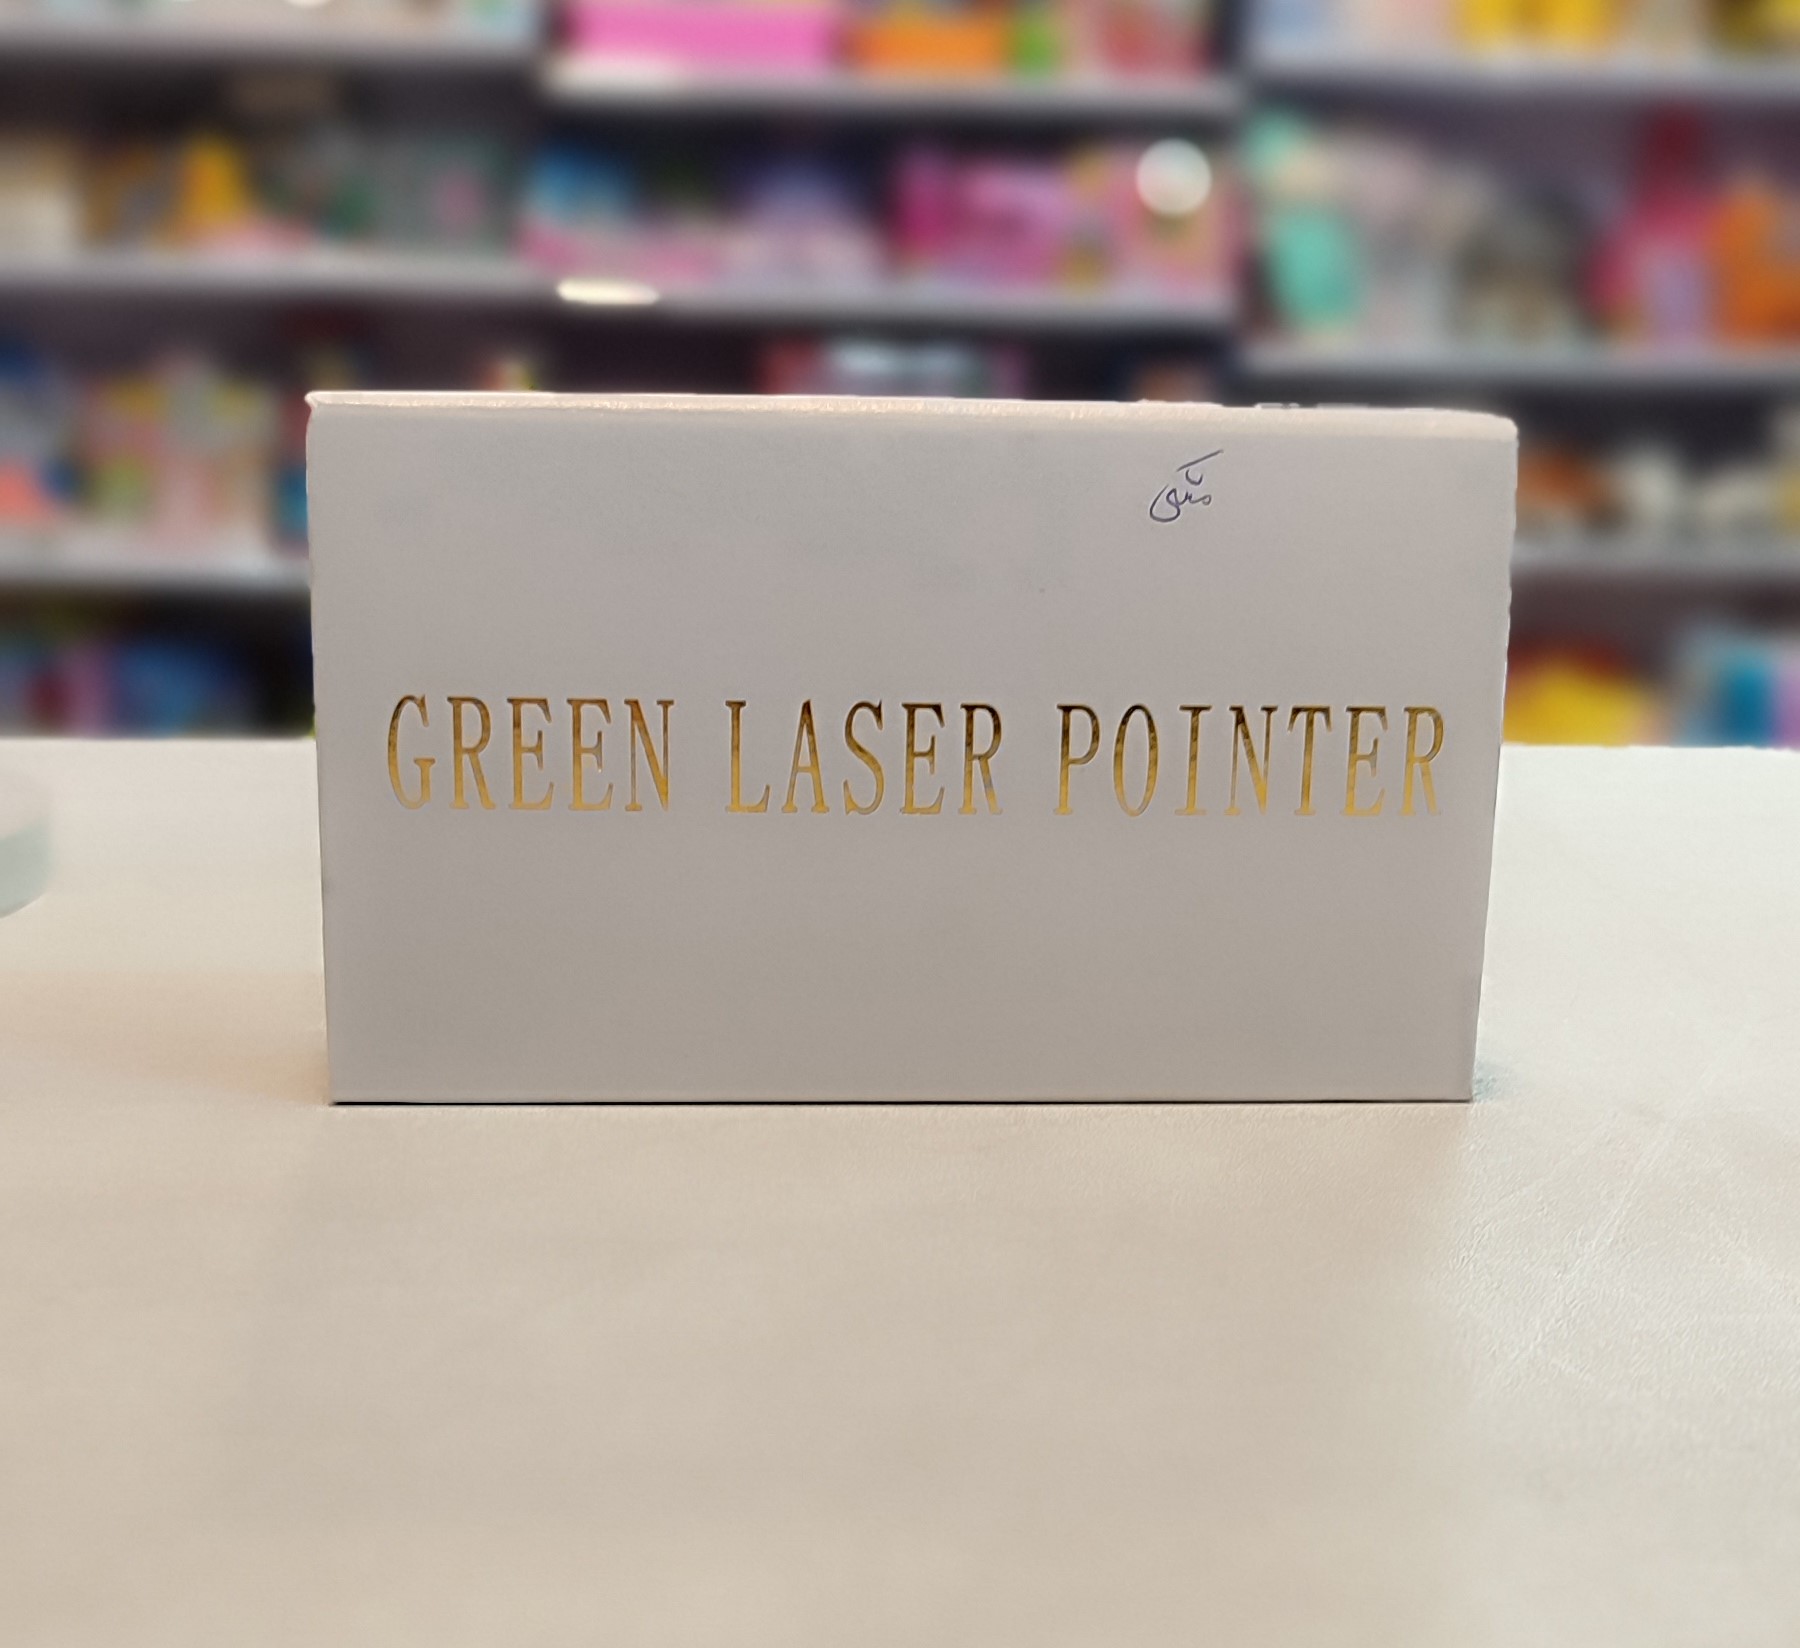 مشکی
GREEN LASER POINTER